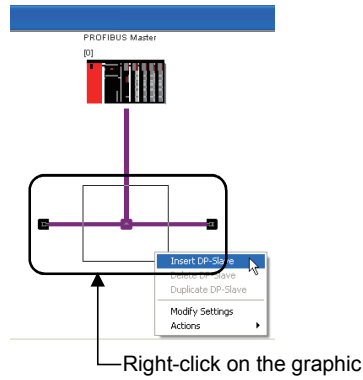 PROFIBUS Master
[0]
Insert DP-Slave
Delete DP-Slave
Duplicate DP-Slave
Modify Settings
Actions
Right-click on the graphic